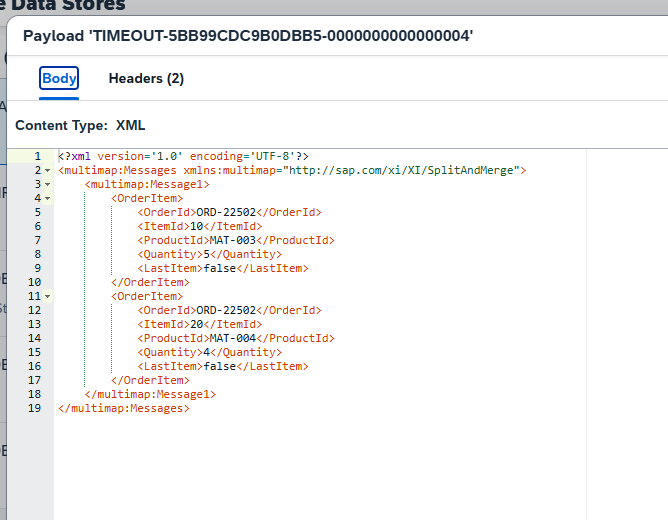 e Data Stores
Payload 'TIMEOUT-5BB99CDC9B0DBB5-0000000000000004'
Body Headers (2)
Content Type: XML
1 <?xml version='1.0' encoding='UTF-8'?>
2 <multimap:Messages xmlns:multimap="http://sap.com/xi/XI/SplitAndMerge">
3 <multimap:Message1>
4 <OrderItem>
5 <OrderId>ORD-22502</OrderId>
6 <ItemId>10</ItemId>
7 <ProductId>MAT-003</ProductId>
8 <Quantity>5</Quantity>
9 <LastItem>false</LastItem>
10 </OrderItem>
11 <OrderItem>
12 <OrderId>ORD-22502</OrderId>
13 <ItemId>20</ItemId>
14 <ProductId>MAT-004</ProductId>
15 <Quantity>4</Quantity>
16 <LastItem>false</LastItem>
17 </OrderItem>
18 </multimap:Message1>
19 </multimap:Messages>